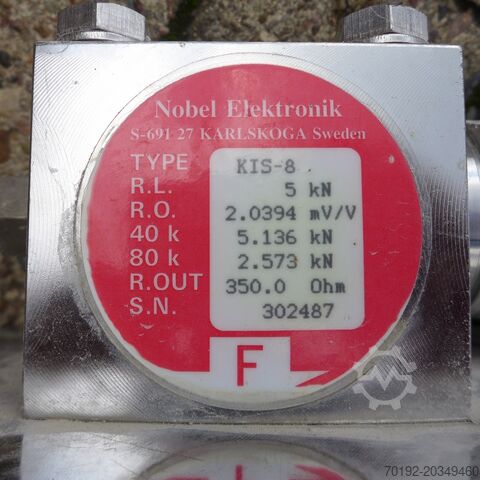 Nobel Elektronik
S-691 27 KARLSKOGA Sweden
TYPE KIS-8
R.L. 5 kN
R.O. 2.0394 mV/V
40 k 5.136 kN
80 k 2.573 kN
R.OUT 350.0 Ohm
S.N. 302487
F
70192-20349460